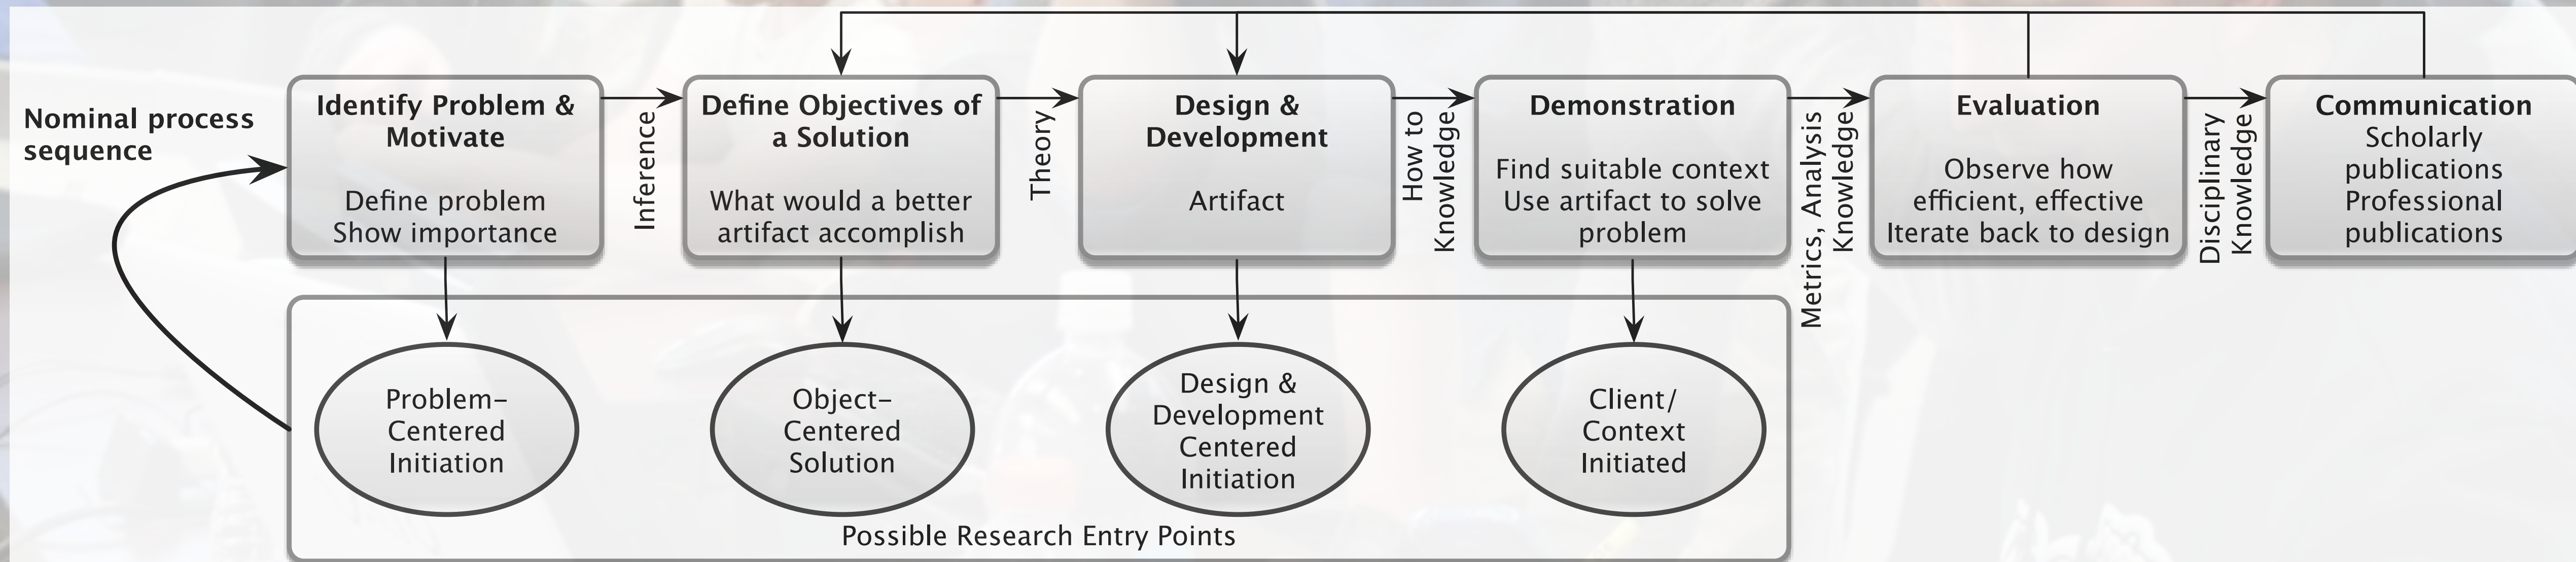 Nominal process
sequence
Identify Problem &
Motivate
Define problem
Show importance
Inference
Define Objectives of
a Solution
What would a better
artifact accomplish
Theory
Design &
Development
Artifact
How to
Knowledge
Demonstration
Find suitable context
Use artifact to solve
problem
Metrics, Analysis
Knowledge
Evaluation
Observe how
efficient, effective
Iterate back to design
Disciplinary
Knowledge
Communication
Scholarly
publications
Professional
publications
Problem-
Centered
Initiation
Object-
Centered
Solution
Design &
Development
Centered
Initiation
Client/
Context
Initiated
Possible Research Entry Points